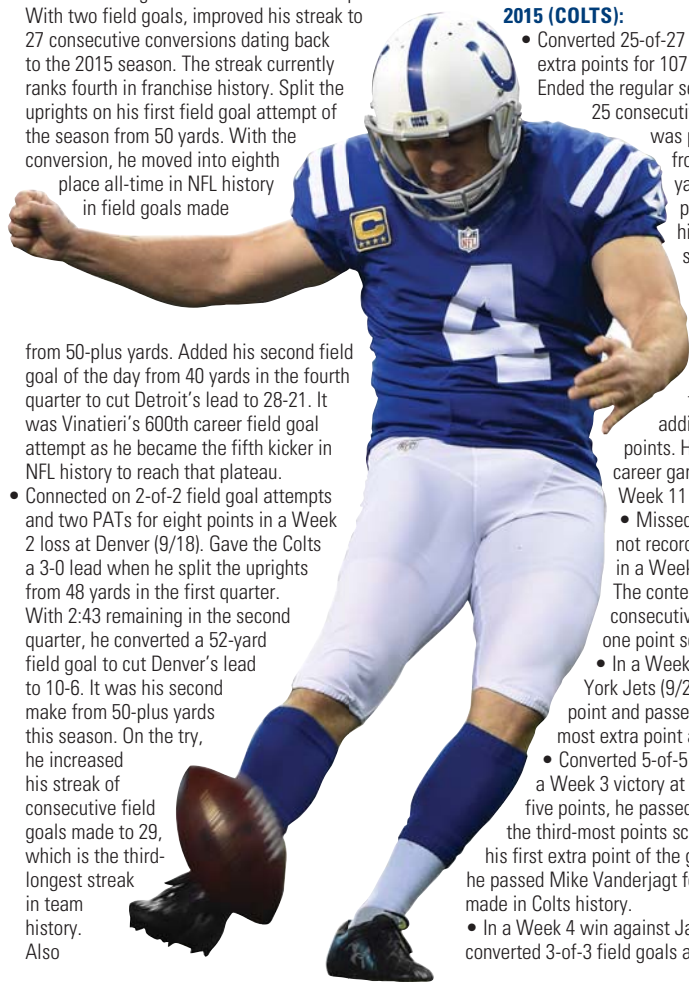 With two field goals, improved his streak to
27 consecutive conversions dating back
to the 2015 season. The streak currently
ranks fourth in franchise history. Split the
uprights on his first field goal attempt of
the season from 50 yards. With the
conversion, he moved into eighth
place all-time in NFL history
in field goals made
from 50-plus yards. Added his second field
goal of the day from 40 yards in the fourth
quarter to cut Detroit's lead to 28-21. It
was Vinatieri's 600th career field goal
attempt as he became the fifth kicker in
NFL history to reach that plateau.
• Connected on 2-of-2 field goal attempts
and two PATs for eight points in a Week
2 loss at Denver (9/18). Gave the Colts
a 3-0 lead when he split the uprights
from 48 yards in the first quarter.
With 2:43 remaining in the second
quarter, he converted a 52-yard
field goal to cut Denver's lead
to 10-6. It was his second
make from 50-plus yards
this season. On the try,
he increased
his streak of
consecutive field
goals made to 29,
which is the third-
longest streak
in team
history.
Also
COLTS
C
NFL
4
4
2015 (COLTS):
• Converted 25-of-27
extra points for 107
Ended the regular se
25 consecuti
was p
fro
ya
p
hi
s
addi
points. H
career gar
Week 11
• Missed
not record
in a Week
The conte
consecutiv
one point s
• In a Week
York Jets (9/2
point and passe
most extra point a
• Converted 5-of-5
a Week 3 victory at
five points, he passed
the third-most points sc
his first extra point of the g
he passed Mike Vanderjagt f
made in Colts history.
• In a Week 4 win against Ja
converted 3-of-3 field goals a